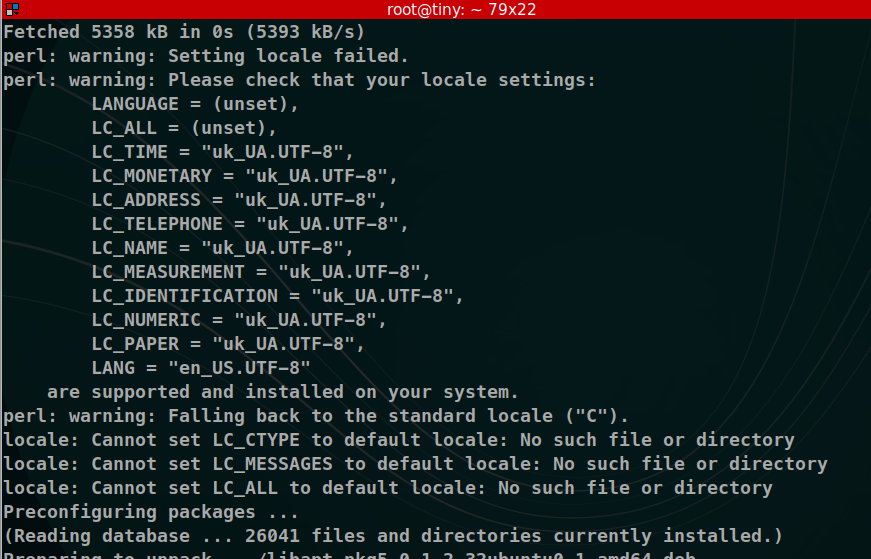 root@tiny: ~ 79x22
Fetched 5358 kB in 0s (5393 kB/s)
perl: warning: Setting locale failed.
perl: warning: Please check that your locale settings:
        LANGUAGE = (unset),
        LC_ALL = (unset),
        LC_TIME = "uk_UA.UTF-8",
        LC_MONETARY = "uk_UA.UTF-8",
        LC_ADDRESS = "uk_UA.UTF-8",
        LC_TELEPHONE = "uk_UA.UTF-8",
        LC_NAME = "uk_UA.UTF-8",
        LC_MEASUREMENT = "uk_UA.UTF-8",
        LC_IDENTIFICATION = "uk_UA.UTF-8",
        LC_NUMERIC = "uk_UA.UTF-8",
        LC_PAPER = "uk_UA.UTF-8",
        LANG = "en_US.UTF-8"
    are supported and installed on your system.
perl: warning: Falling back to the standard locale ("C").
locale: Cannot set LC_CTYPE to default locale: No such file or directory
locale: Cannot set LC_MESSAGES to default locale: No such file or directory
locale: Cannot set LC_ALL to default locale: No such file or directory
Preconfiguring packages ...
(Reading database ... 26041 files and directories currently installed.)
Preparing to unpack